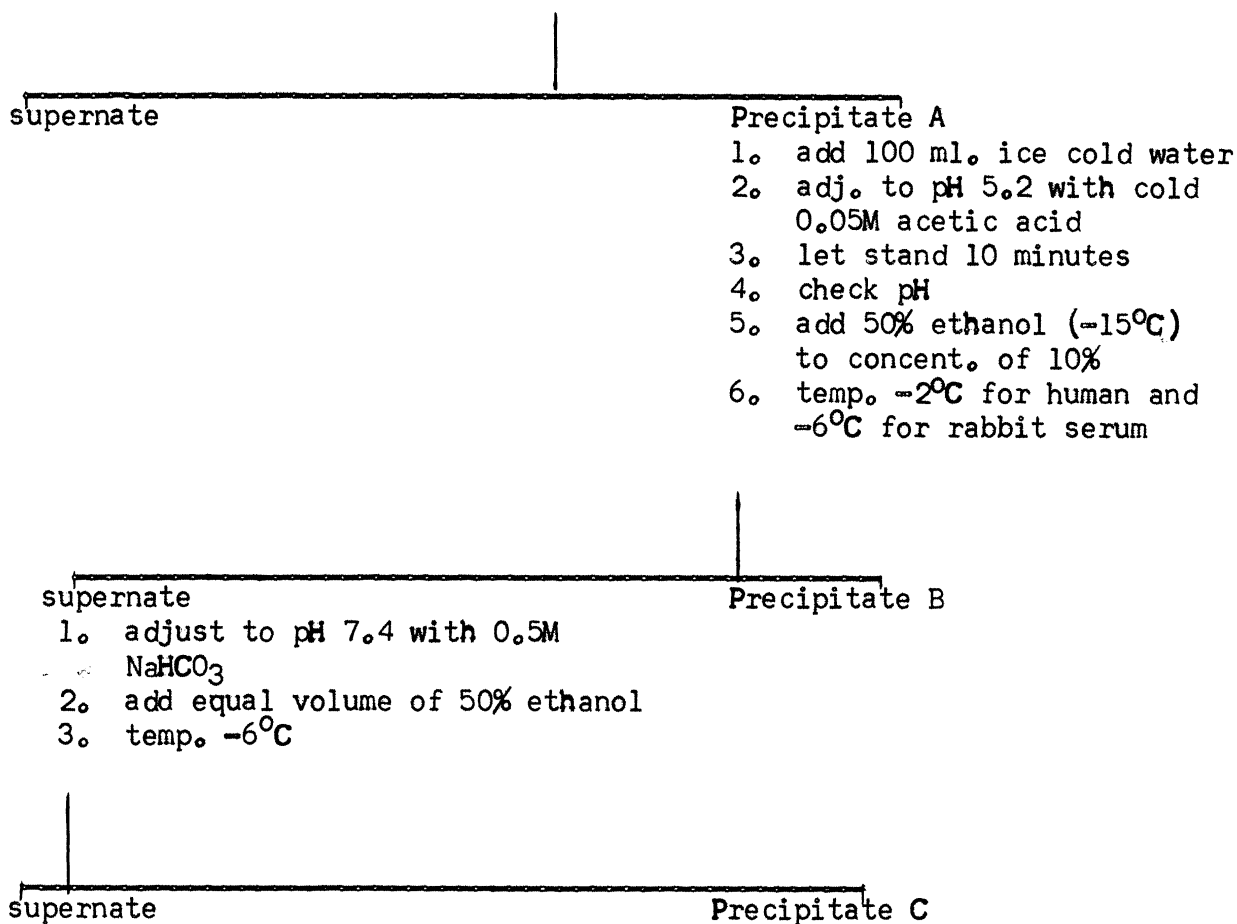 supernate
Precipitate A
1. add 100 ml. ice cold water
2. adj. to pH 5.2 with cold
0.05M acetic acid
3. let stand 10 minutes
4. check pH
5. add 50% ethanol (-15°C)
to concent. of 10%
6. temp. -2°C for human and
-6°C for rabbit serum
supernate
1. adjust to pH 7.4 with 0.5M
NaHCO3
2. add equal volume of 50% ethanol
3. temp. -6°C
Precipitate B
supernate
Precipitate C